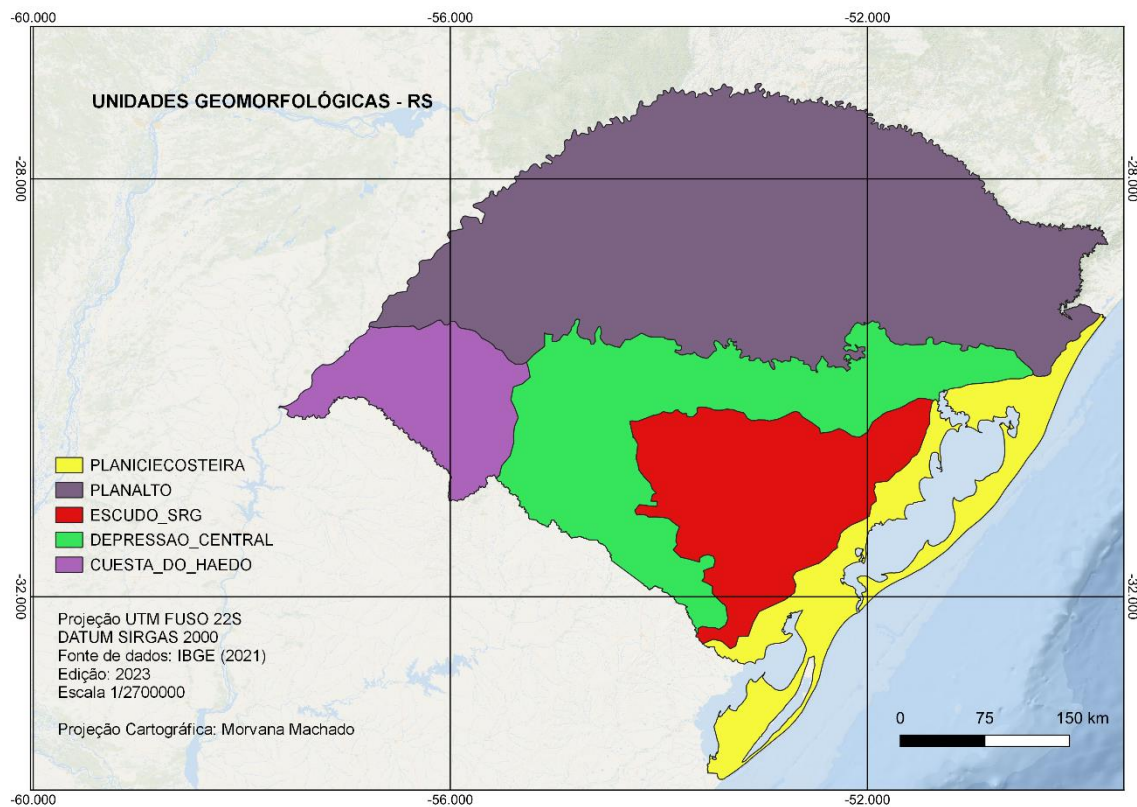 -60.000
-56.000
-52.000
UNIDADES GEOMORFOLÓGICAS - RS
-28.000
-28.000
PLANICIECOSTEIRA
PLANALTO
ESCUDO_SRG
DEPRESSAO_CENTRAL
CUESTA_DO_HAEDO
-32.000
-32.000
Projeção UTM FUSO 22S
DATUM SIRGAS 2000
Fonte de dados: IBGE (2021)
Edição: 2023
Escala 1/2700000
Projeção Cartográfica: Morvana Machado
0 75 150 km
-60.000
-56.000
-52.000